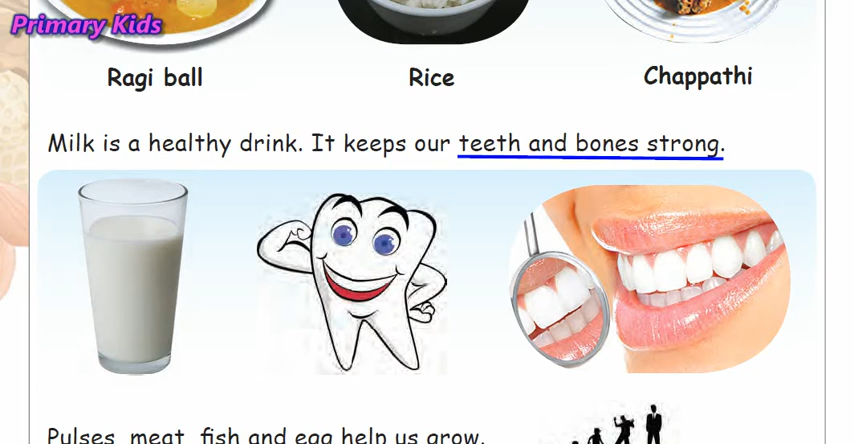 Primary Kids
Ragi ball
Rice
Chappathi
Milk is a healthy drink. It keeps our teeth and bones strong.
Pulses, meat, fish and egg help us grow.